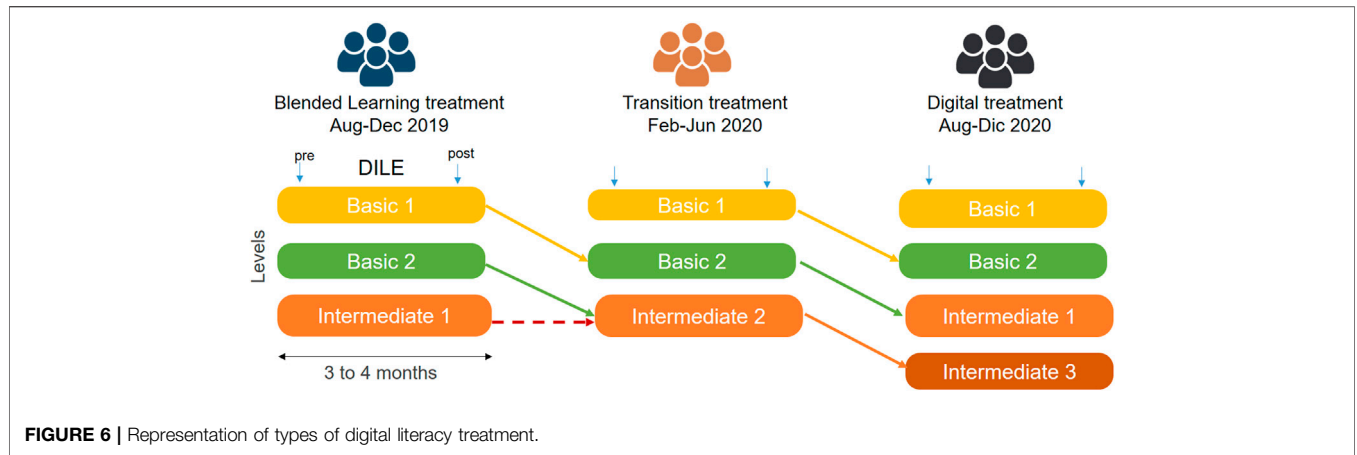 Blended Learning treatment
Aug-Dec 2019
Transition treatment
Feb-Jun 2020
Digital treatment
Aug-Dic 2020
pre
DILE
post
Levels
Basic 1
Basic 1
Basic 1
Basic 2
Basic 2
Basic 2
Intermediate 1
Intermediate 2
Intermediate 1
Intermediate 3
3 to 4 months
FIGURE 6 | Representation of types of digital literacy treatment.